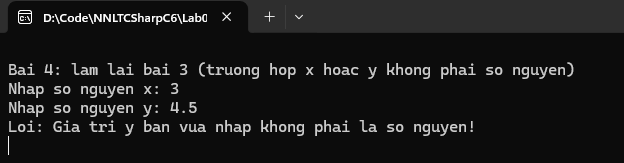 D:\Code\NNLTCSharpC6\Lab0
Bai 4: lam lai bai 3 (truong hop x hoac y khong phai so nguyen)
Nhap so nguyen x: 3
Nhap so nguyen y: 4.5
Loi: Gia tri y ban vua nhap khong phai la so nguyen!